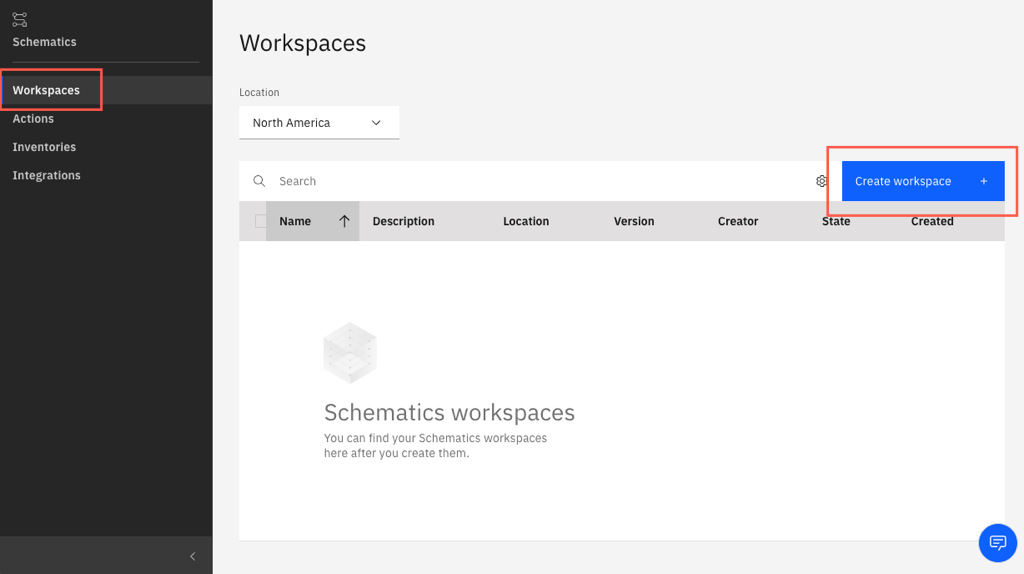 Schematics
Workspaces
Actions
Inventories
Integrations
Workspaces
Location
North America
Search
Create workspace +
Name Description Location Version Creator State Created
Schematics workspaces
You can find your Schematics workspaces
here after you create them.